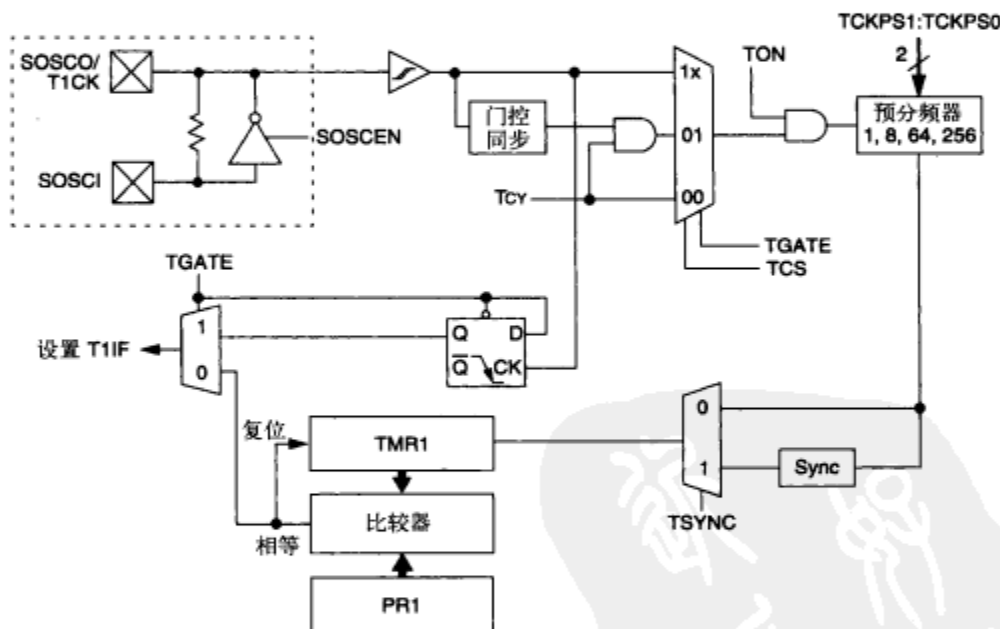 TCKPS1:TCKPS0
SOSCO/
T1CK
TON
2
1x
预分频器
1, 8, 64, 256
门控
同步
SOSCEN
01
SOSCI
TCY
00
TGATE
TCS
TGATE
1
Q
D
设置 T1IF
Q
CK
0
0
复位
TMR1
1
Sync
比较器
TSYNC
相等
PR1